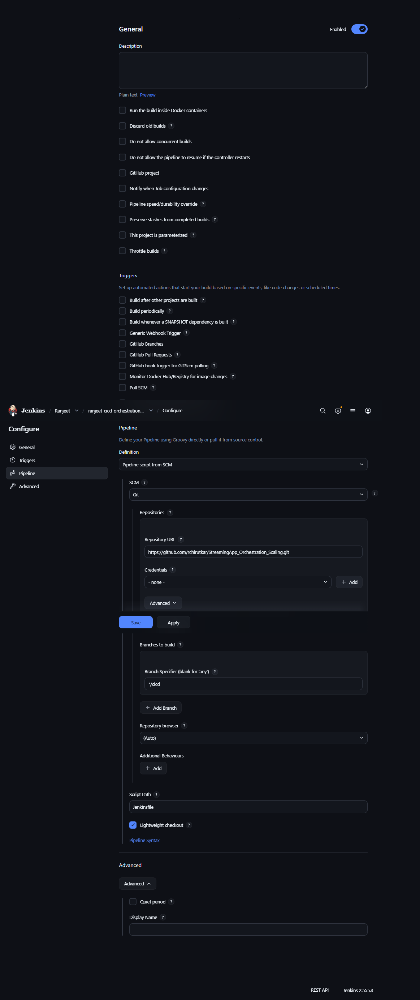 General
Enabled
Description
Plain text Preview
Run the build inside Docker containers
Discard old builds ?
Do not allow concurrent builds
Do not allow the pipeline to resume if the controller restarts
GitHub project
Notify when Job configuration changes
Pipeline speed/durability override ?
Preserve stashes from completed builds ?
This project is parameterized ?
Throttle builds ?
Triggers
Set up automated actions that start your build based on specific events, like code changes or scheduled times.
Build after other projects are built ?
Build periodically ?
Build whenever a SNAPSHOT dependency is built ?
Generic Webhook Trigger ?
GitHub Branches
GitHub Pull Requests ?
GitHub hook trigger for GITScm polling ?
Monitor Docker Hub/Registry for image changes ?
Poll SCM ?
Jenkins / Ranjeet / ranjeet-cicd-orchestration... / Configure
Configure
General
Triggers
Pipeline
Advanced
Pipeline
Define your Pipeline using Groovy directly or pull it from source control.
Definition
Pipeline script from SCM
SCM ?
Git
?
Repositories ?
Repository URL ?
https://github.com/rchirutkar/StreamingApp_Orchestration_Scaling.git
Credentials ?
- none -
+ Add
Advanced
Save
Apply
Branches to build ?
Branch Specifier (blank for 'any') ?
*/cicd
+ Add Branch
Repository browser ?
(Auto)
Additional Behaviours
+ Add
Script Path ?
Jenkinsfile
Lightweight checkout ?
Pipeline Syntax
Advanced
Advanced
Quiet period ?
Display Name ?
REST API
Jenkins 2.555.3